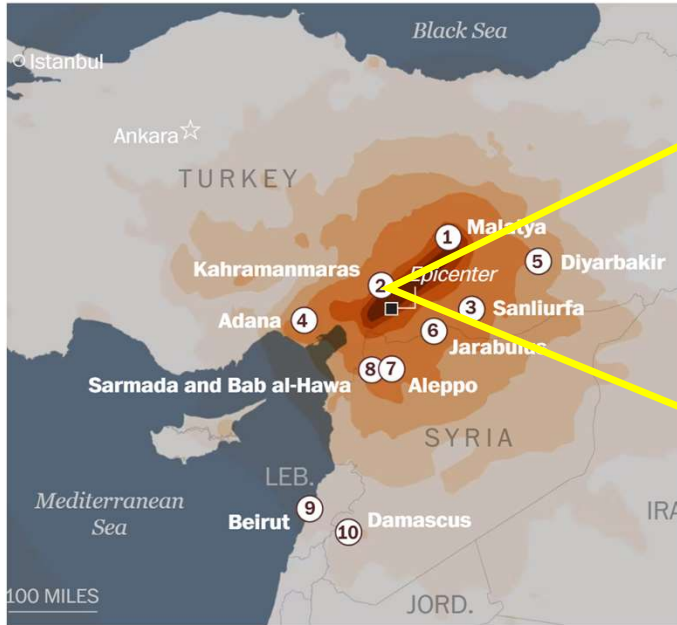 Black Sea
Istanbul
Ankara
TURKEY
1
Malatya
5
Diyarbakir
Kahramanmaras
2
Epicenter
Adana
4
3
Sanliurfa
6
Jarabulus
Sarmada and Bab al-Hawa
8
7
Aleppo
SYRIA
LEB.
Mediterranean
Sea
Beirut
9
10
Damascus
IRA
100 MILES
JORD.